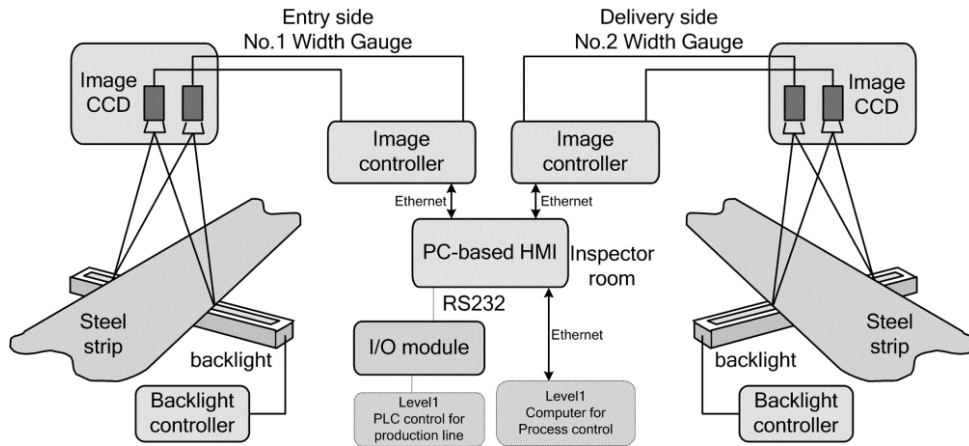 Entry side
No.1 Width Gauge
Delivery side
No.2 Width Gauge
Image
CCD
Image
CCD
Image
controller
Image
controller
Ethernet
Ethernet
PC-based HMI
Inspector
room
RS232
Steel
strip
backlight
I/O module
Ethernet
backlight
Steel
strip
Backlight
controller
Level1
PLC control for
production line
Level1
Computer for
Process control
Backlight
controller